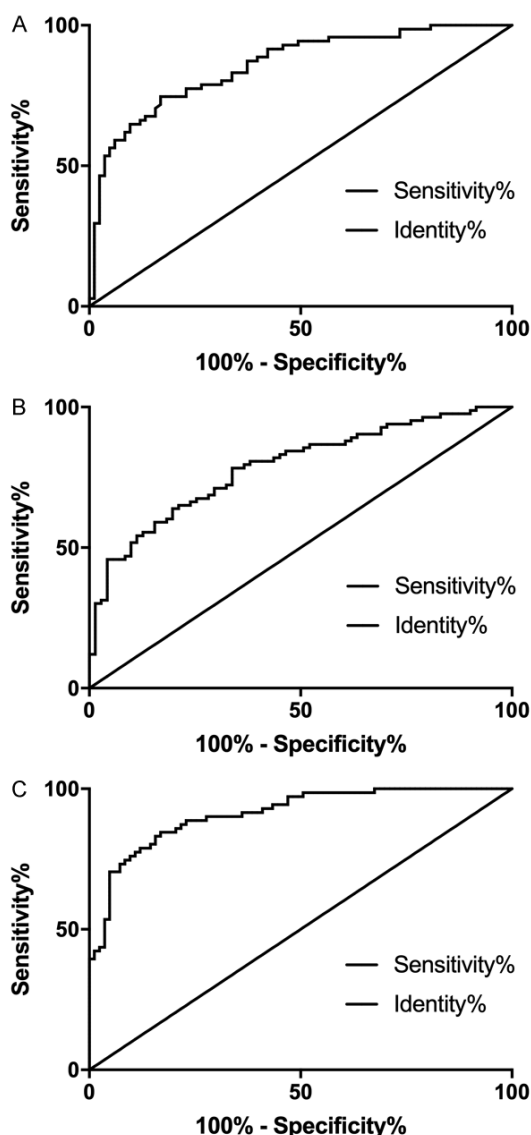 A
100
Sensitivity%
50
Sensitivity%
Identity%
0
0 50 100
100% - Specificity%
B
100
Sensitivity%
50
Sensitivity%
Identity%
0
0 50 100
100% - Specificity%
C
100
Sensitivity%
50
Sensitivity%
Identity%
0
0 50 100
100% - Specificity%